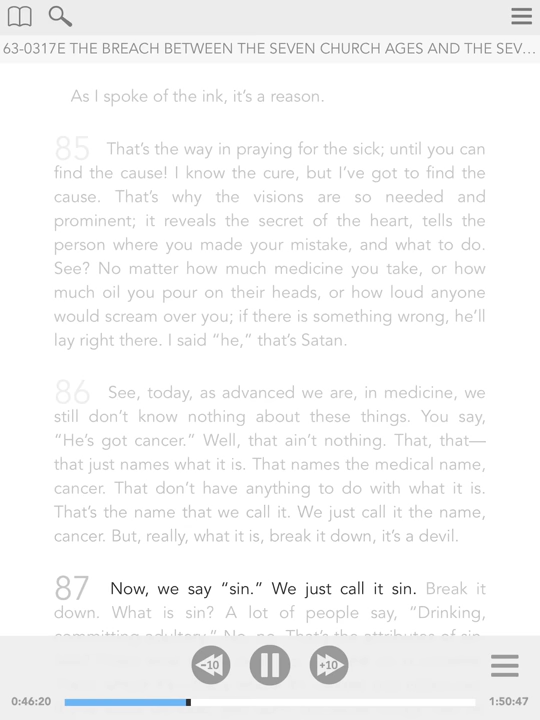 63-0317E THE BREACH BETWEEN THE SEVEN CHURCH AGES AND THE SEV…
As I spoke of the ink, it’s a reason.
85 That’s the way in praying for the sick; until you can
find the cause! I know the cure, but I’ve got to find the
cause. That’s why the visions are so needed and
prominent; it reveals the secret of the heart, tells the
person where you made your mistake, and what to do.
See? No matter how much medicine you take, or how
much oil you pour on their heads, or how loud anyone
would scream over you; if there is something wrong, he’ll
lay right there. I said “he,” that’s Satan.
86 See, today, as advanced we are, in medicine, we
still don’t know nothing about these things. You say,
“He’s got cancer.” Well, that ain’t nothing. That, that—
that just names what it is. That names the medical name,
cancer. That don’t have anything to do with what it is.
That’s the name that we call it. We just call it the name,
cancer. But, really, what it is, break it down, it’s a devil.
87 Now, we say “sin.” We just call it sin. Break it
down. What is sin? A lot of people say, “Drinking,
committing adultery.” No, no. That’s the attributes of sin
-10
+10
0:46:20
1:50:47